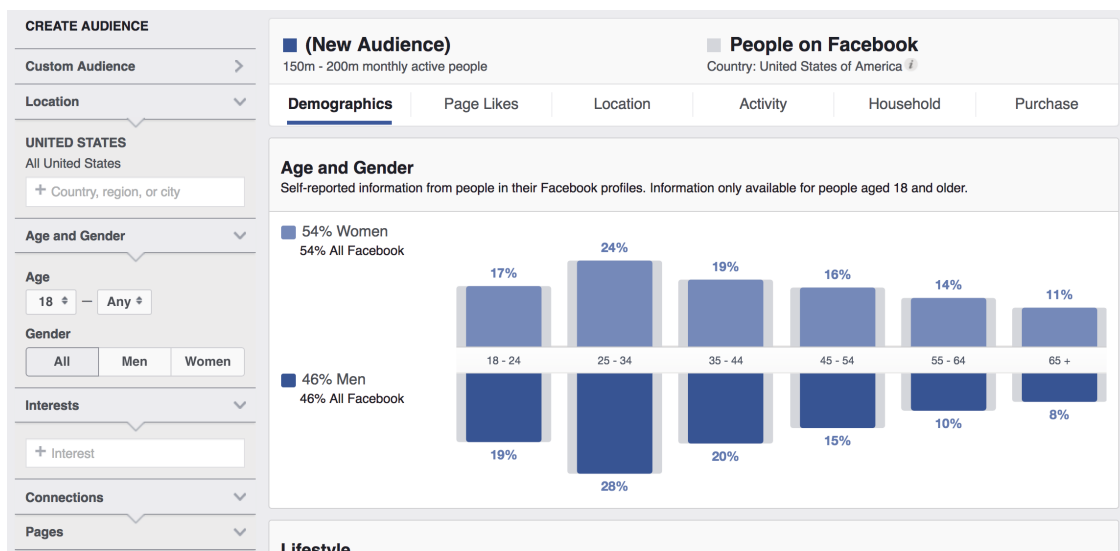 CREATE AUDIENCE
Custom Audience
Location
UNITED STATES
All United States
+ Country, region, or city
Age and Gender
Age
18 — Any
Gender
All Men Women
Interests
+ Interest
Connections
Pages
(New Audience)
150m - 200m monthly active people
People on Facebook
Country: United States of America i
Demographics Page Likes Location Activity Household Purchase
Age and Gender
Self-reported information from people in their Facebook profiles. Information only available for people aged 18 and older.
54% Women
54% All Facebook
17% 24% 19% 16% 14% 11%
18 - 24 25 - 34 35 - 44 45 - 54 55 - 64 65 +
46% Men
46% All Facebook
19% 28% 20% 15% 10% 8%
Lifestyle